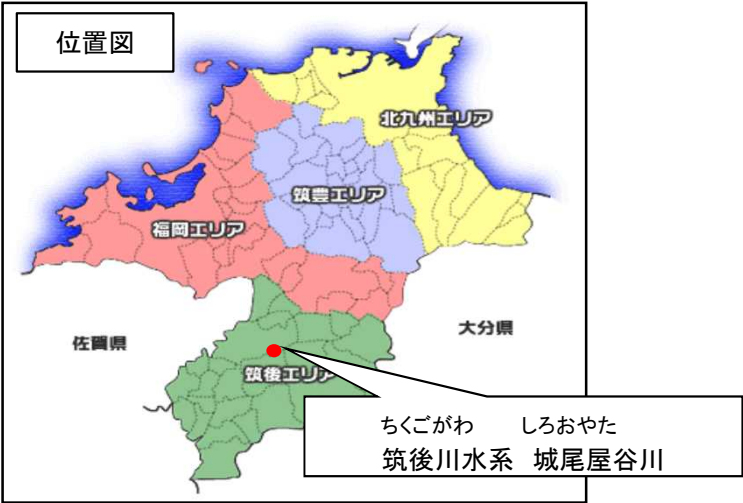 位置図
北九州エリア
筑豊エリア
福岡エリア
大分県
佐賀県
筑後エリア
ちくごがわ しろおやた
筑後川水系 城尾屋谷川